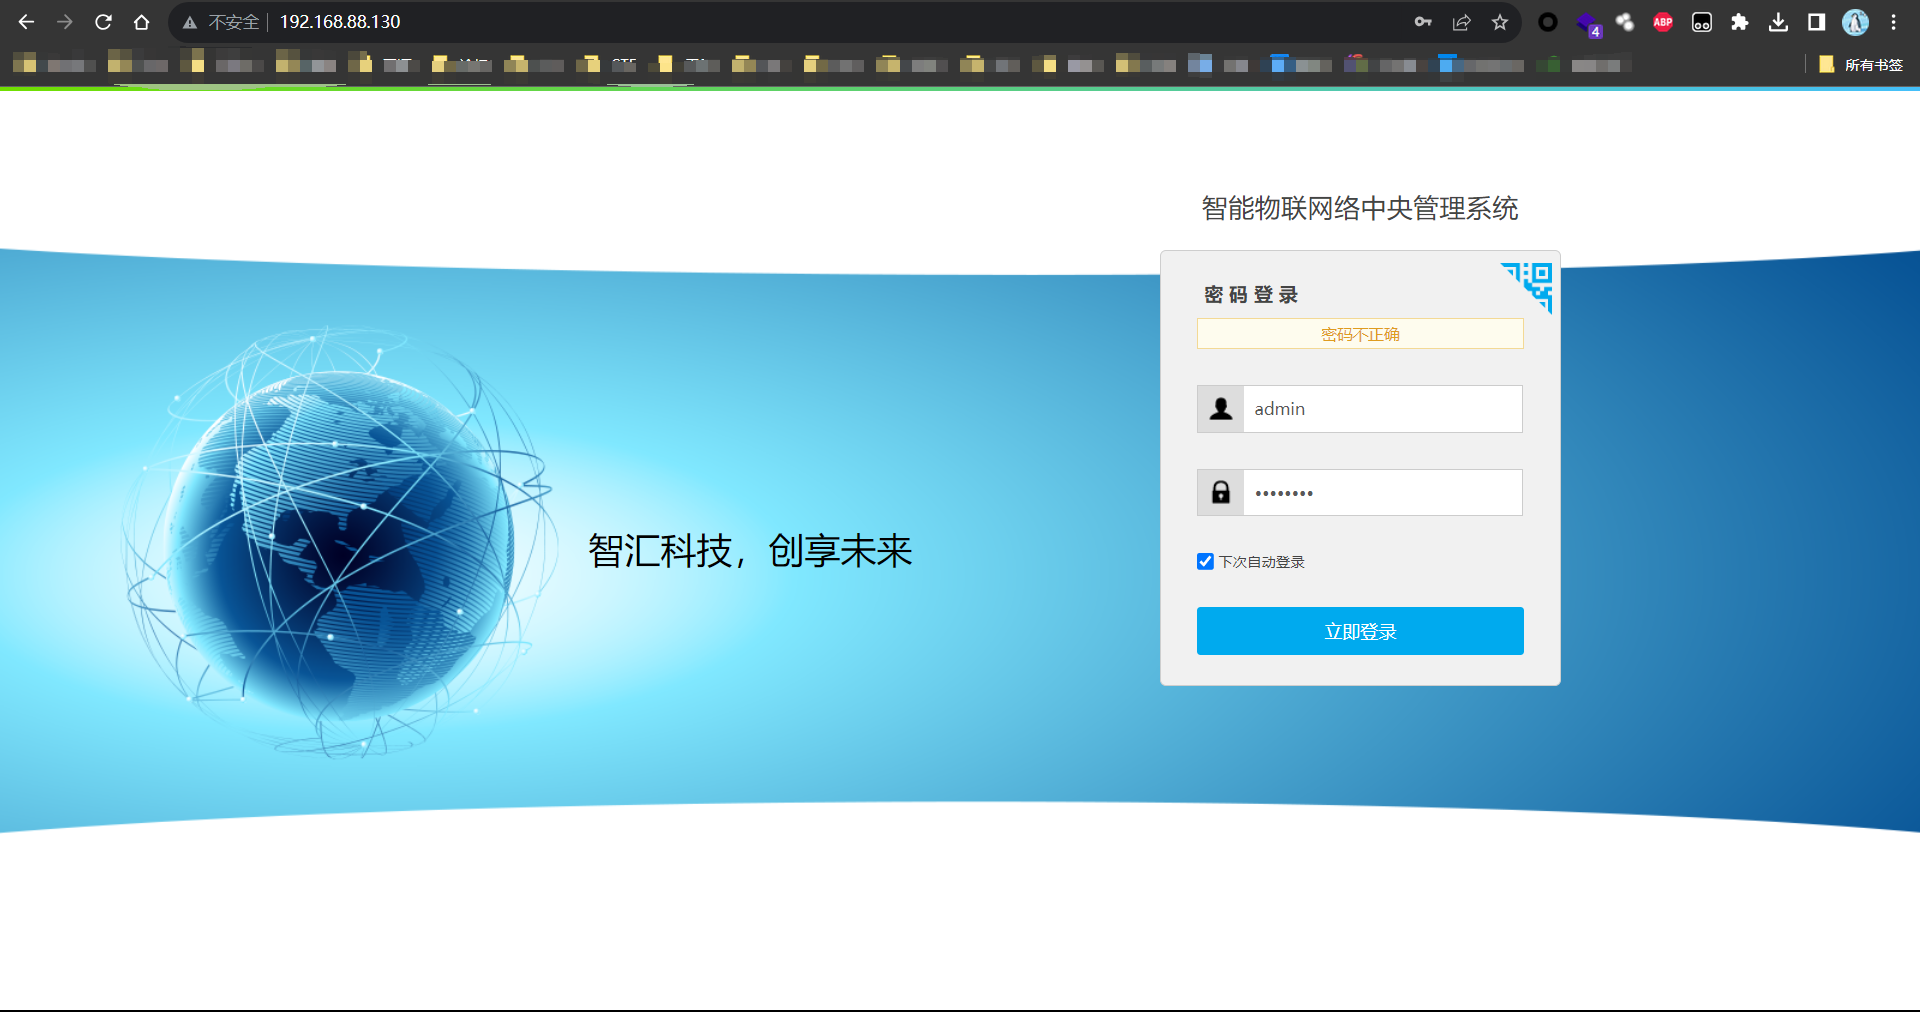 不安全 192.168.88.130
4
ABP
所有书签
智能物联网络中央管理系统
密码登录
密码不正确
admin
••••••••
下次自动登录
立即登录
智汇科技，创享未来